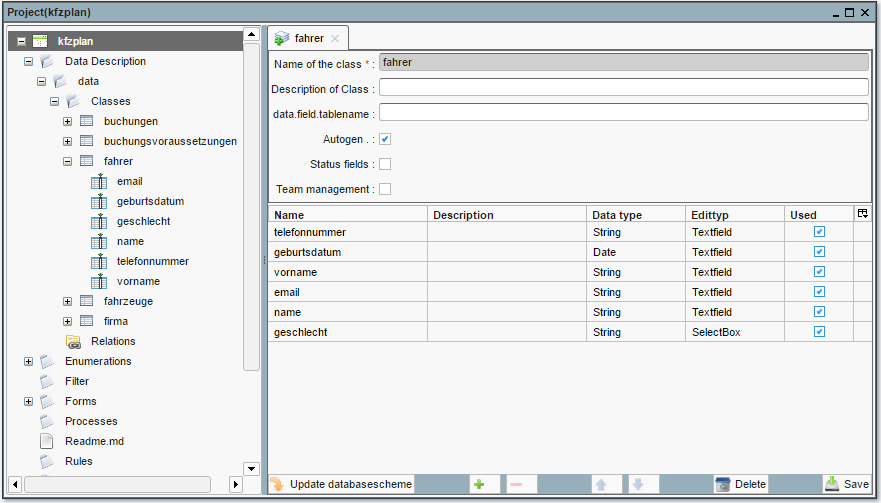 Project(kfzplan)
kfzplan
Data Description
data
Classes
buchungen
buchungsvoraussetzungen
fahrer
email
geburtsdatum
geschlecht
name
telefonnummer
vorname
fahrzeuge
firma
Relations
Enumerations
Filter
Forms
Processes
Readme.md
Rules
fahrer
Name of the class * : fahrer
Description of Class :
data.field.tablename :
Autogen . :
Status fields :
Team management :
Name Description Data type Edittyp Used
telefonnummer String Textfield
geburtsdatum Date Textfield
vorname String Textfield
email String Textfield
name String Textfield
geschlecht String SelectBox
Update databasescheme Delete Save